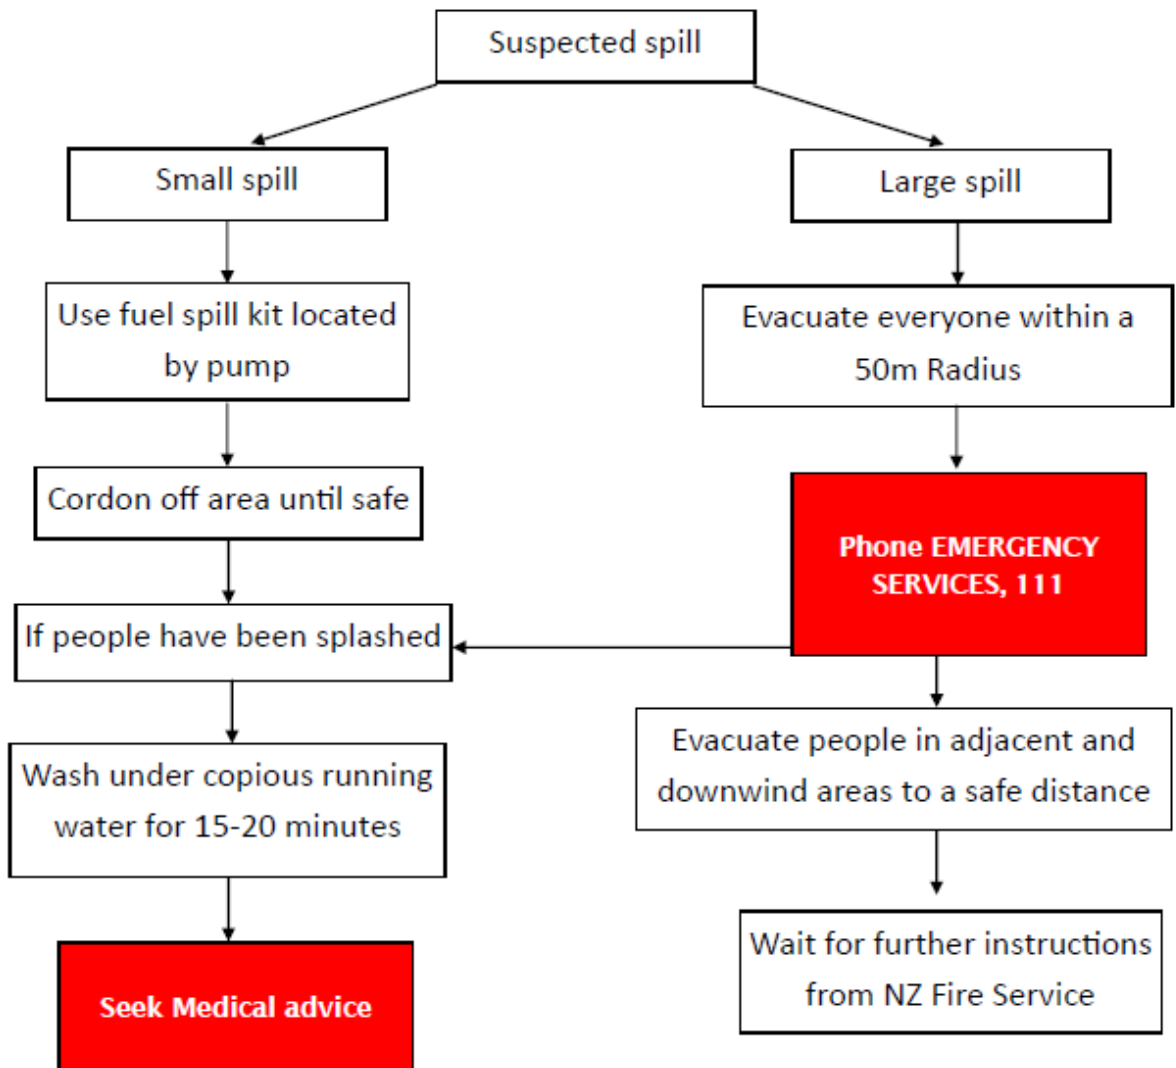 Suspected spill
Small spill
Large spill
Use fuel spill kit located
by pump
Evacuate everyone within a
50m Radius
Cordon off area until safe
Phone EMERGENCY
SERVICES, 111
If people have been splashed
Evacuate people in adjacent and
downwind areas to a safe distance
Wash under copious running
water for 15-20 minutes
Wait for further instructions
from NZ Fire Service
Seek Medical advice